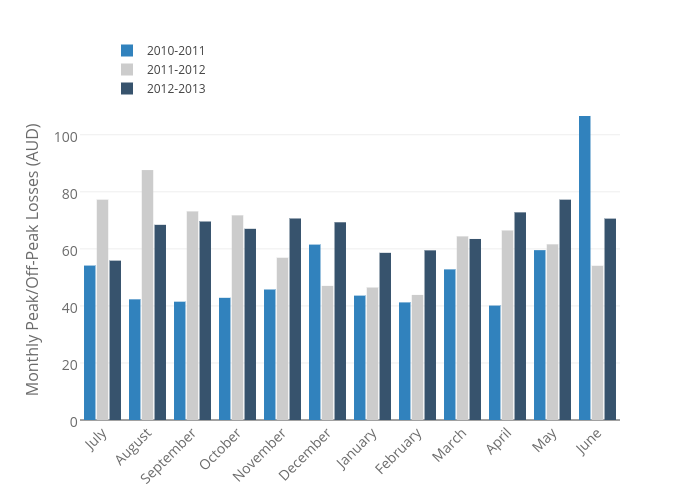 2010-2011
2011-2012
2012-2013
Monthly Peak/Off-Peak Losses (AUD)
100
80
60
40
20
0
July
August
September
October
November
December
January
February
March
April
May
June